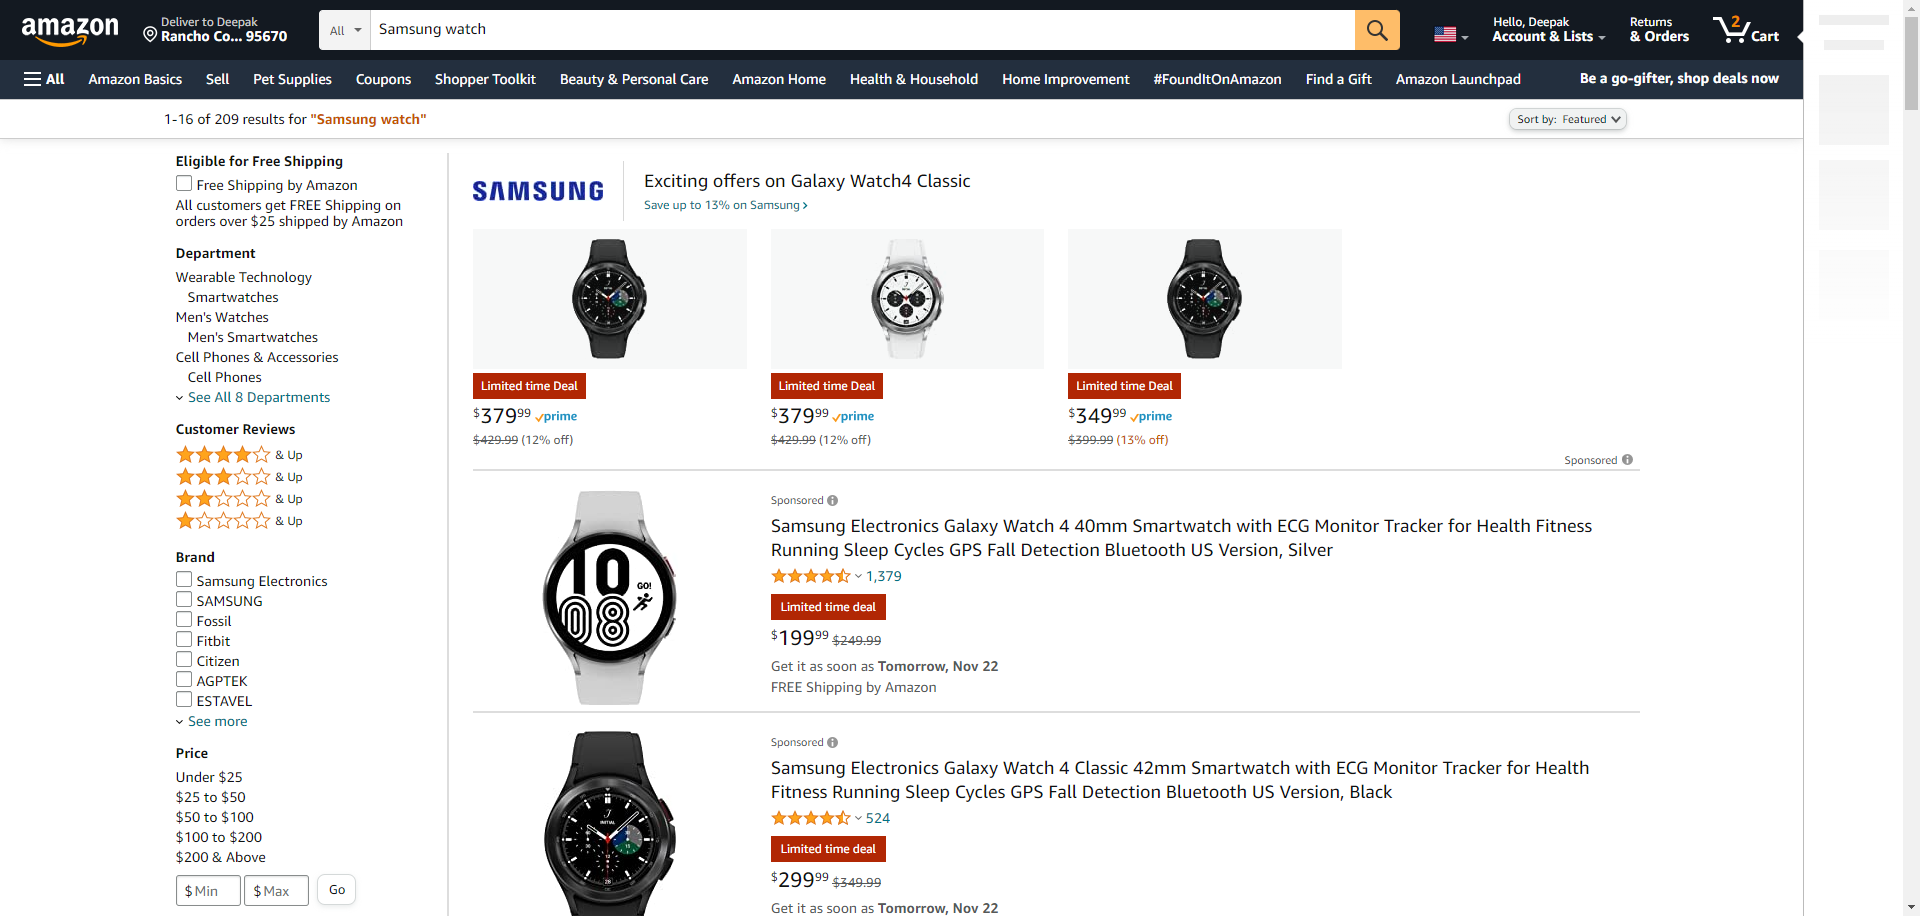 amazon
Deliver to Deepak
Rancho Co... 95670
All
Samsung watch
Hello, Deepak
Account & Lists
Returns
& Orders
2
Cart
All
Amazon Basics
Sell
Pet Supplies
Coupons
Shopper Toolkit
Beauty & Personal Care
Amazon Home
Health & Household
Home Improvement
#FoundItOnAmazon
Find a Gift
Amazon Launchpad
Be a go-gifter, shop deals now
1-16 of 209 results for "Samsung watch"
Sort by: Featured
Eligible for Free Shipping
Free Shipping by Amazon
All customers get FREE Shipping on
orders over $25 shipped by Amazon
Department
Wearable Technology
Smartwatches
Men's Watches
Men's Smartwatches
Cell Phones & Accessories
Cell Phones
See All 8 Departments
Customer Reviews
& Up
& Up
& Up
& Up
Brand
Samsung Electronics
SAMSUNG
Fossil
Fitbit
Citizen
AGPTEK
ESTAVEL
See more
Price
Under $25
$25 to $50
$50 to $100
$100 to $200
$200 & Above
$ Min
$ Max
Go
SAMSUNG
Exciting offers on Galaxy Watch4 Classic
Save up to 13% on Samsung
Limited time Deal
$379.99 prime
$429.99 (12% off)
Limited time Deal
$379.99 prime
$429.99 (12% off)
Limited time Deal
$349.99 prime
$399.99 (13% off)
Sponsored
10
08
GO!
Sponsored
Samsung Electronics Galaxy Watch 4 40mm Smartwatch with ECG Monitor Tracker for Health Fitness
Running Sleep Cycles GPS Fall Detection Bluetooth US Version, Silver
1,379
Limited time deal
$199.99 $249.99
Get it as soon as Tomorrow, Nov 22
FREE Shipping by Amazon
Sponsored
Samsung Electronics Galaxy Watch 4 Classic 42mm Smartwatch with ECG Monitor Tracker for Health
Fitness Running Sleep Cycles GPS Fall Detection Bluetooth US Version, Black
524
Limited time deal
$299.99 $349.99
Get it as soon as Tomorrow, Nov 22